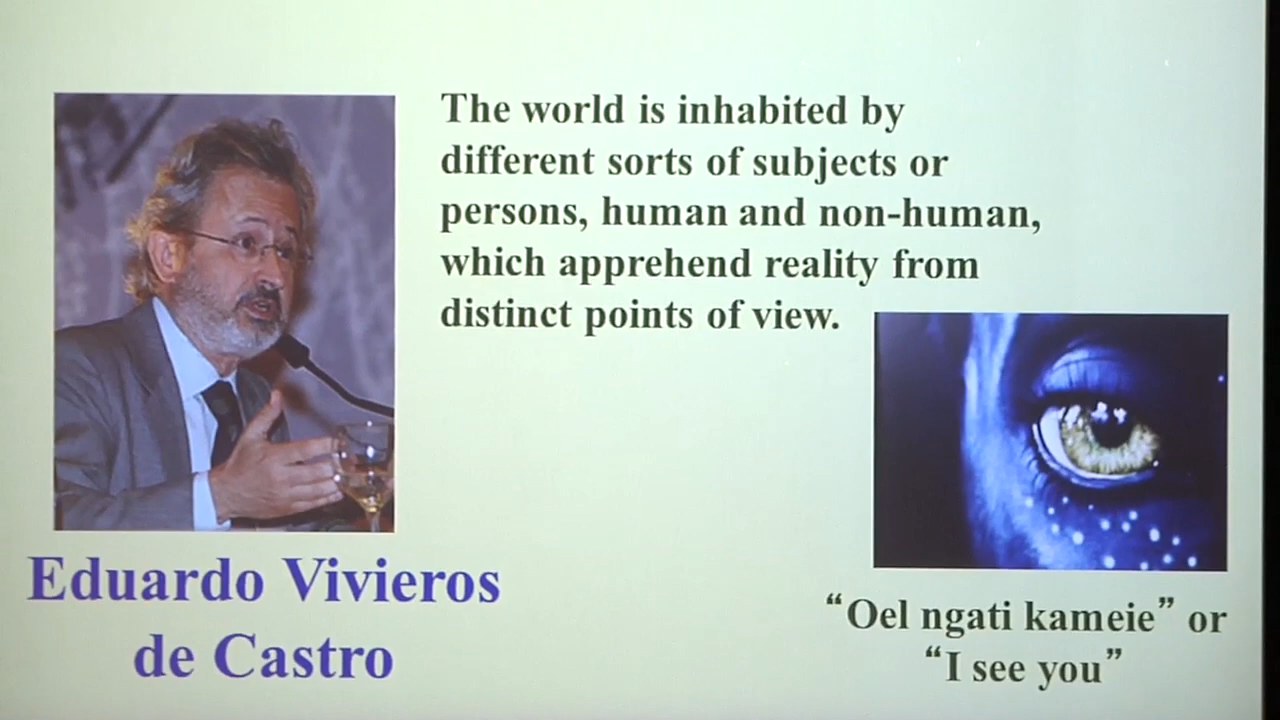 The world is inhabited by
different sorts of subjects or
persons, human and non-human,
which apprehend reality from
distinct points of view.
Eduardo Vivieros
de Castro
“Oel ngati kameie” or
“I see you”